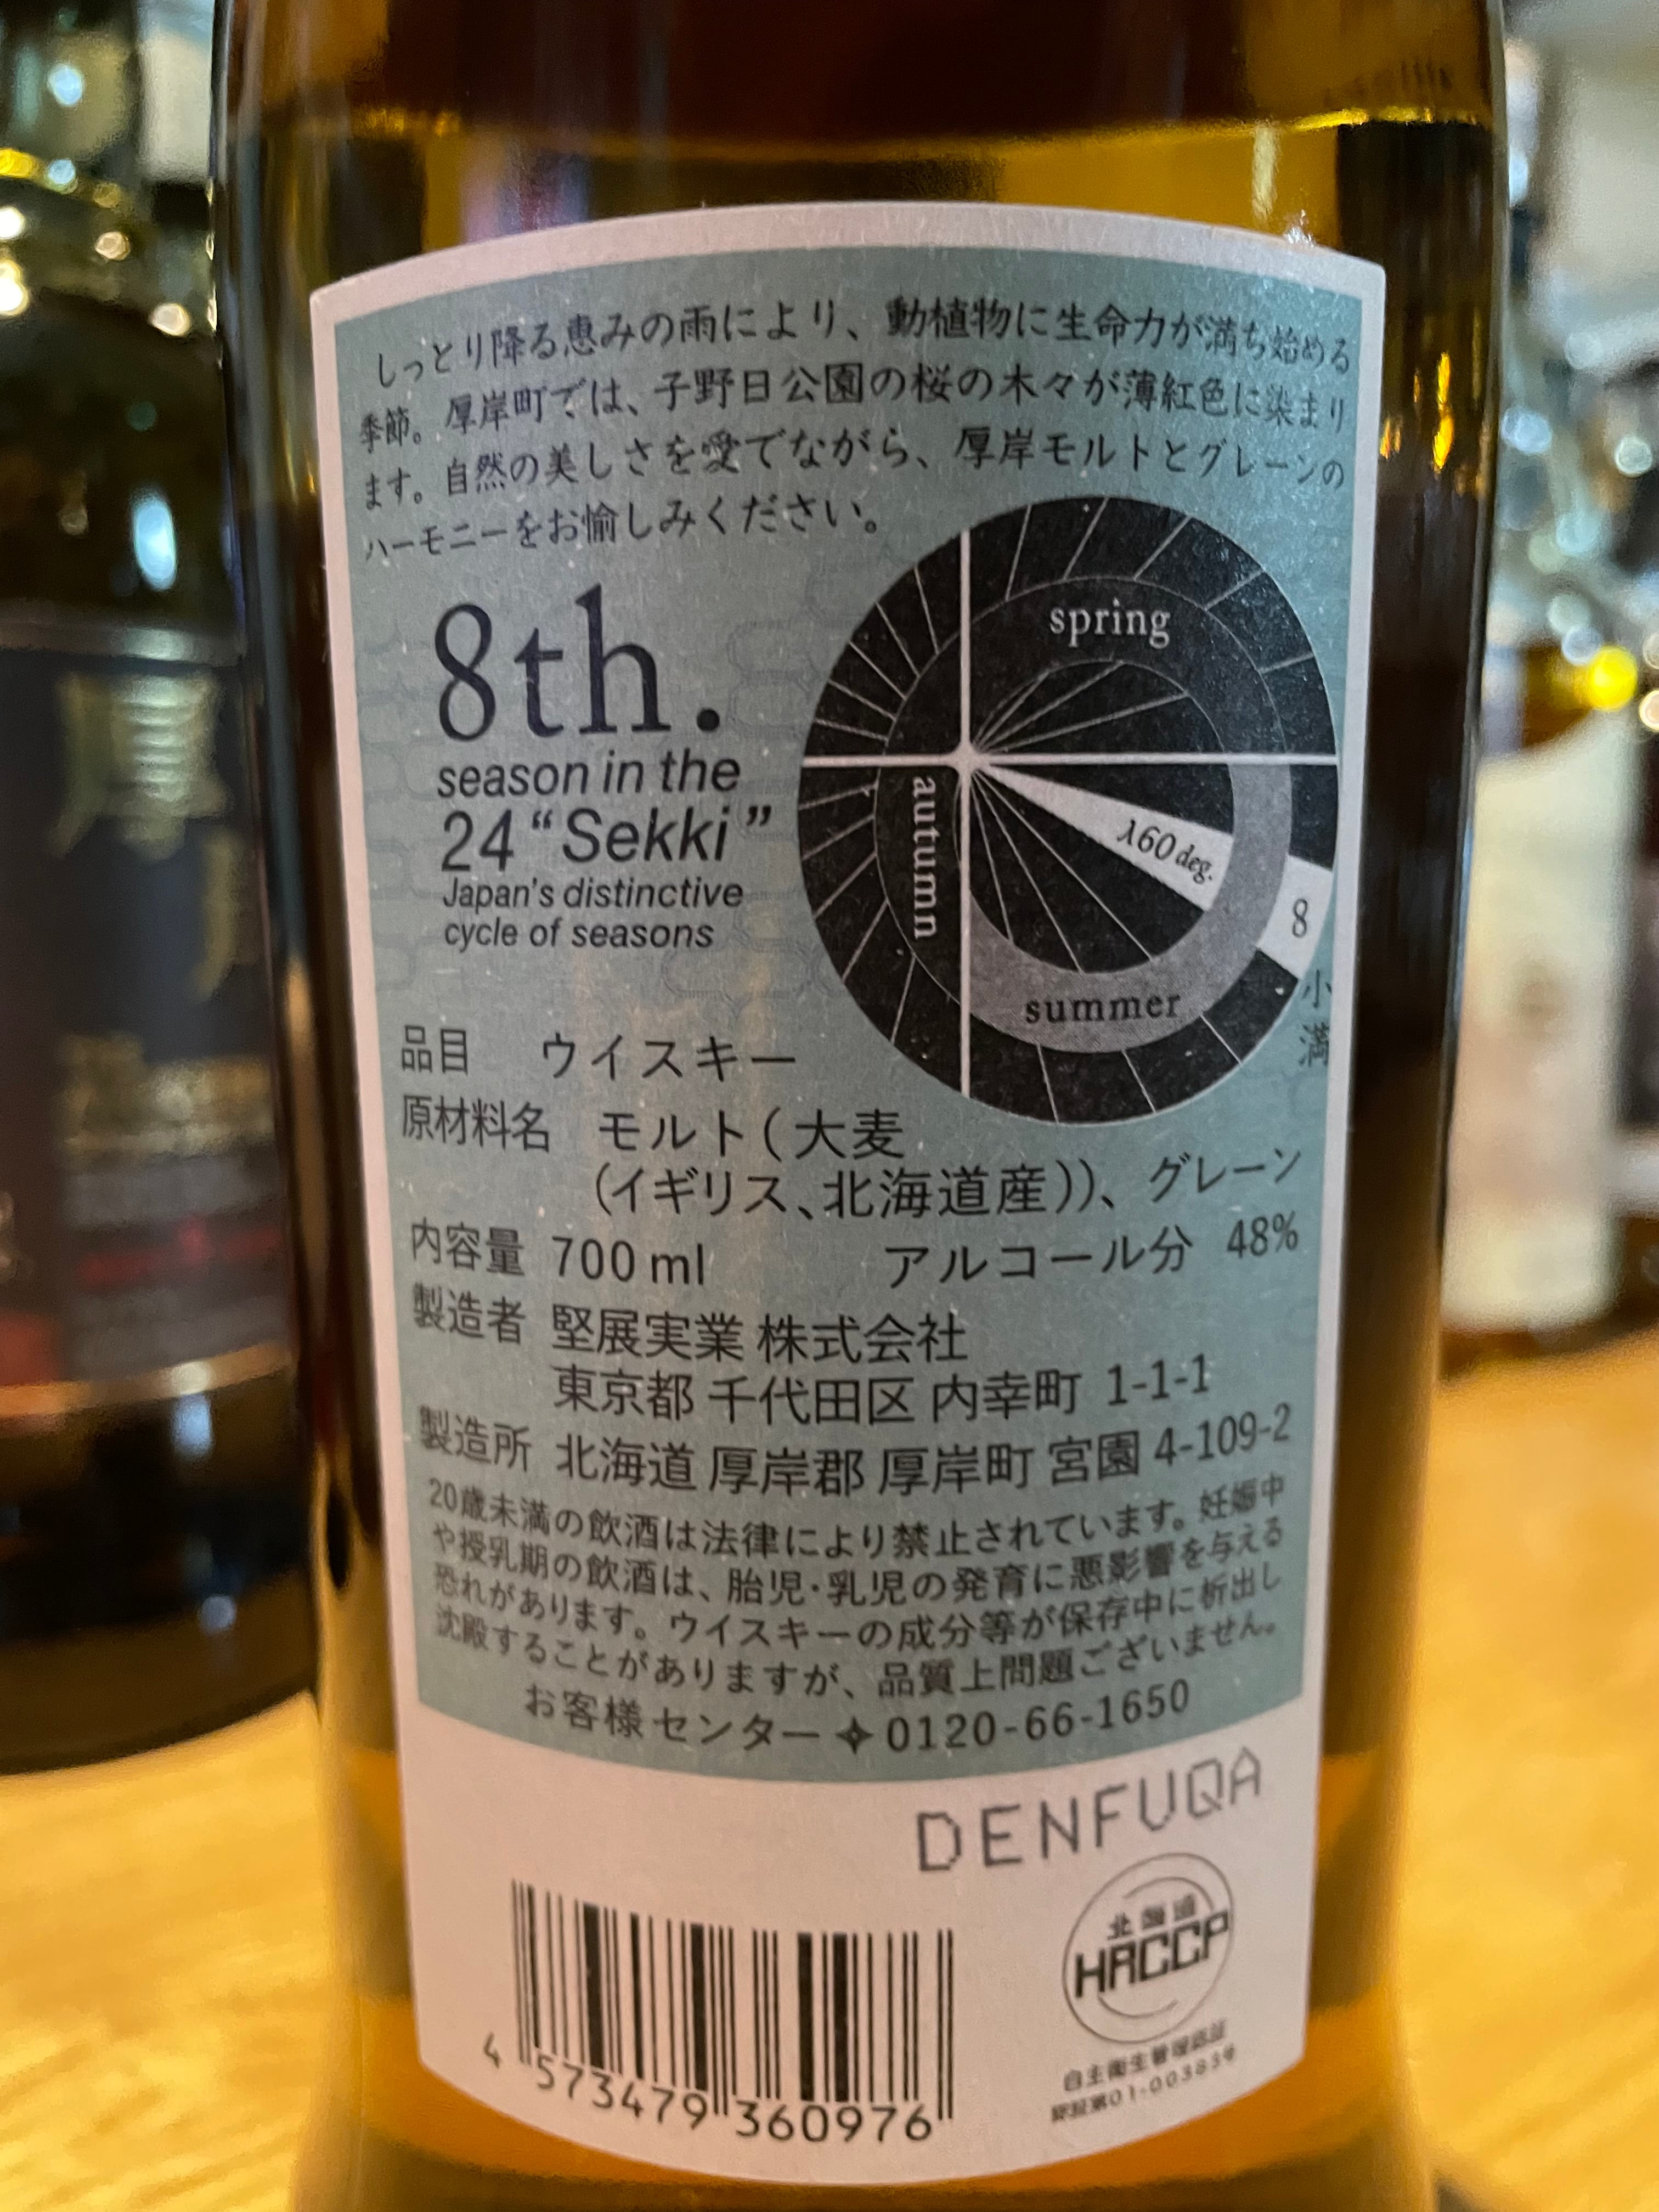 しっとり降る恵みの雨により、動植物に生命力が満ち始める
季節。厚岸町では、子野日公園の桜の木々が薄紅色に染まり
ます。自然の美しさを愛でながら、厚岸モルトとグレーンの
ハーモニーをお愉しみください。
8th.
season in the
24 “Sekki”
Japan's distinctive
cycle of seasons
spring
autumn
λ60 deg.
8
小満
summer
品目 ウイスキー
原材料名 モルト(大麦
(イギリス、北海道産))、グレーン
内容量 700 ml アルコール分 48%
製造者 堅展実業 株式会社
東京都 千代田区 内幸町 1-1-1
製造所 北海道 厚岸郡 厚岸町 宮園 4-109-2
20歳未満の飲酒は法律により禁止されています。妊娠中
や授乳期の飲酒は、胎児・乳児の発育に悪影響を与える
恐れがあります。ウイスキーの成分等が保存中に析出し
沈殿することがありますが、品質上問題ございません。
お客様センター✧0120-66-1650
DENFUQA
北海道
HACCP
自主衛生管理認証
認証第01-003859
4 573479 360976